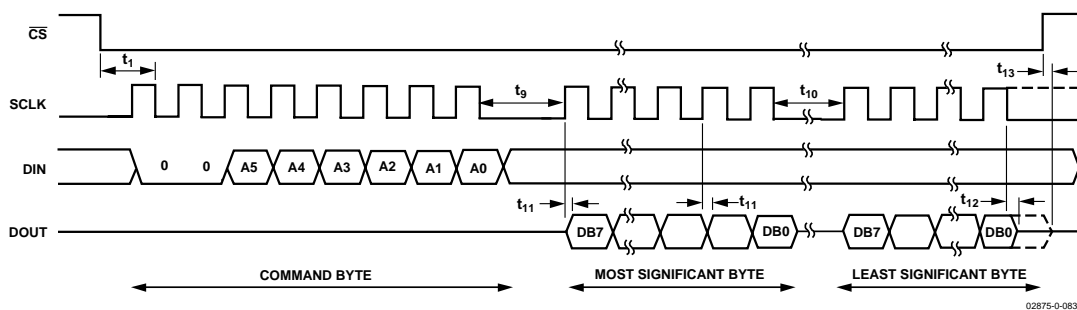 CS
t1
t13
SCLK
t9
t10
DIN
0 0 A5 A4 A3 A2 A1 A0
t11
t11
t12
DOUT
DB7 DB0 DB7 DB0
COMMAND BYTE MOST SIGNIFICANT BYTE LEAST SIGNIFICANT BYTE
02875-0-083